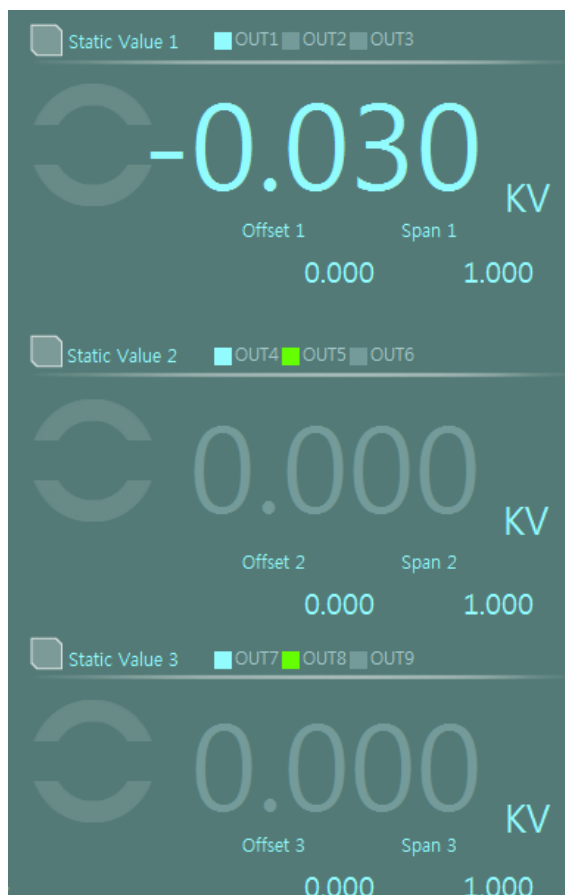 Static Value 1 OUT1 OUT2 OUT3
-0.030 KV
Offset 1 Span 1
0.000 1.000
Static Value 2 OUT4 OUT5 OUT6
0.000 KV
Offset 2 Span 2
0.000 1.000
Static Value 3 OUT7 OUT8 OUT9
0.000 KV
Offset 3 Span 3
0.000 1.000